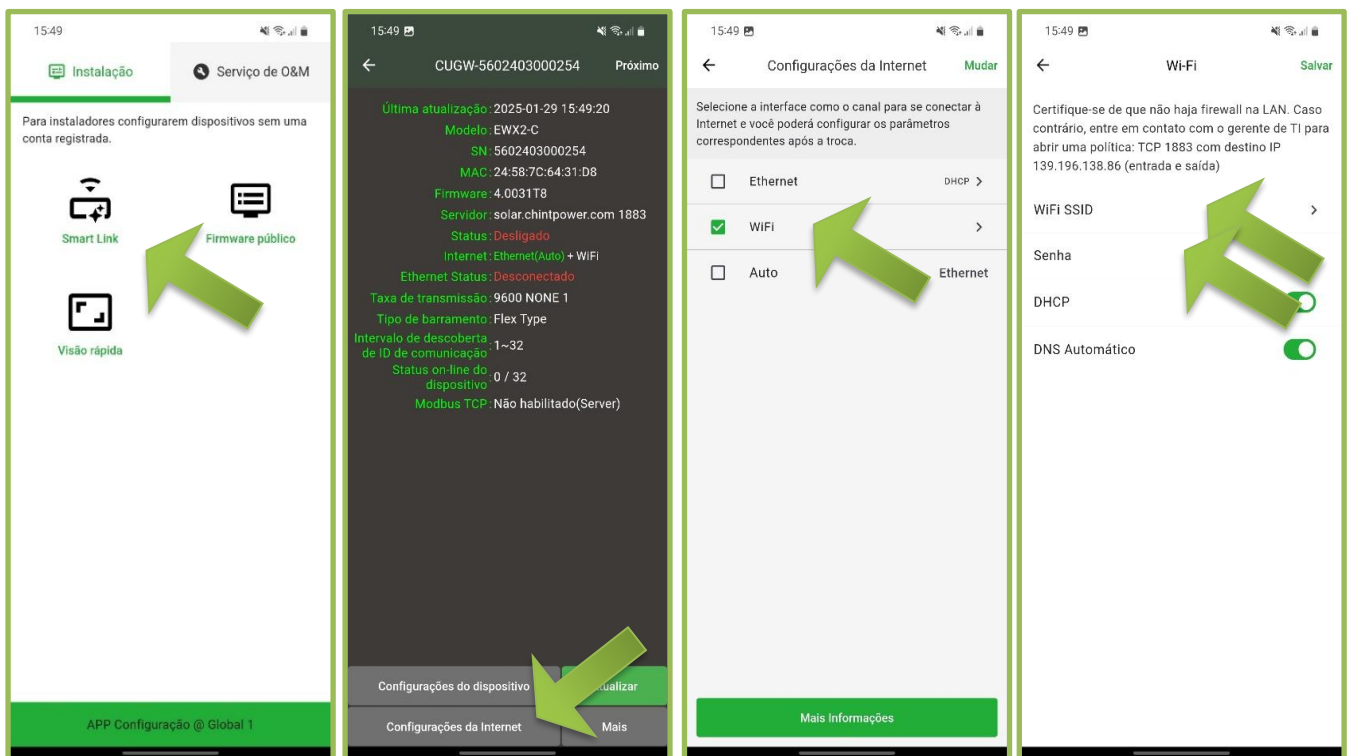 15:49
Instalação
Serviço de O&M
Para instaladores configurarem dispositivos sem uma
conta registrada.
Smart Link
Firmware público
Visão rápida
APP Configuração @ Global 1
15:49
CUGW-5602403000254
Próximo
Última atualização: 2025-01-29 15:49:20
Modelo: EWX2-C
SN: 5602403000254
MAC: 24:58:7C:64:31:D8
Firmware: 4.0031T8
Servidor: solar.chintpower.com 1883
Status: Desligado
Internet: Ethernet(Auto) + WiFi
Ethernet Status: Desconectado
Taxa de transmissão: 9600 NONE 1
Tipo de barramento: Flex Type
Intervalo de descoberta
de ID de comunicação: 1~32
Status on-line do
dispositivo: 0 / 32
Modbus TCP: Não habilitado(Server)
Configurações do dispositivo
ualizar
Configurações da Internet
Mais
15:49
Configurações da Internet
Mudar
Selecione a interface como o canal para se conectar à
Internet e você poderá configurar os parâmetros
correspondentes após a troca.
Ethernet
DHCP >
WiFi
>
Auto
Ethernet
Mais Informações
15:49
Wi-Fi
Salvar
Certifique-se de que não haja firewall na LAN. Caso
contrário, entre em contato com o gerente de TI para
abrir uma política: TCP 1883 com destino IP
139.196.138.86 (entrada e saída)
WiFi SSID
>
Senha
DHCP
DNS Automático